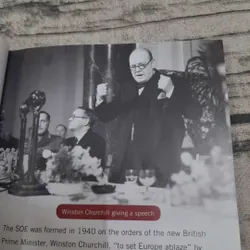 Winston Churchill giving a speech
The SOE was formed in 1940 on the orders of the new British
Prime Minister, Winston Churchill, "to set Europe ablaze" by